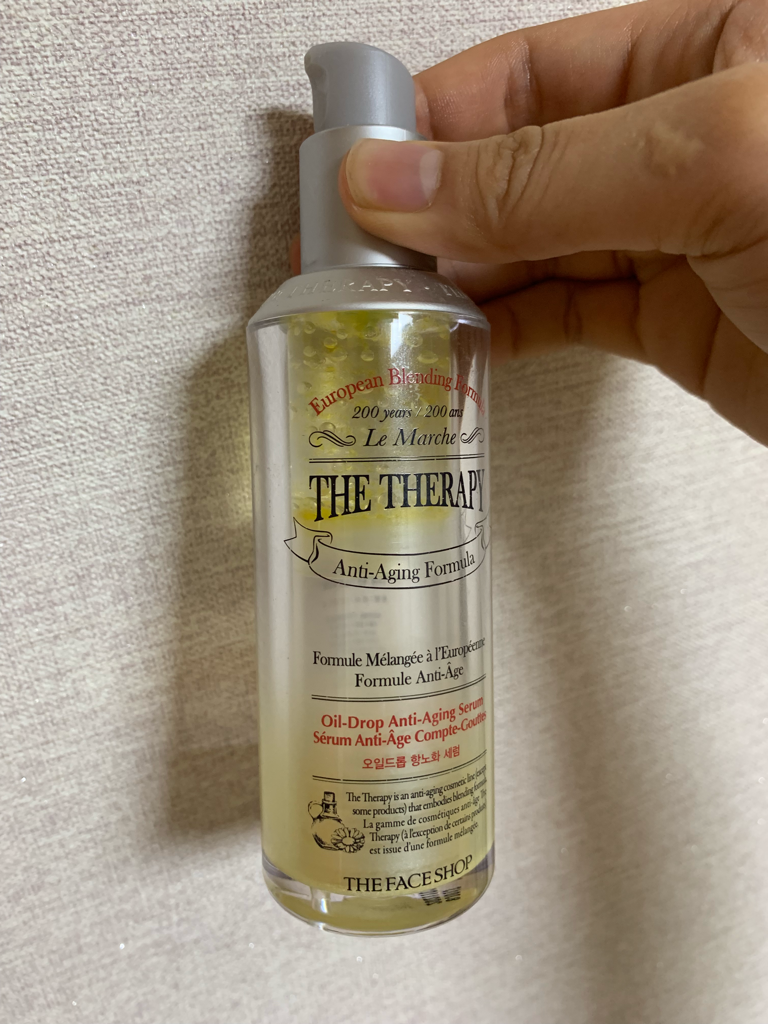 THERAPY
European Blending
200 years / 200 ans
Le Marche
THE THERAPY
Anti-Aging Formula
Formule Mélangée à l'Européenne
Formule Anti-Âge
Oil-Drop Anti-Aging Serum
Sérum Anti-Âge Compte-Gouttes
오일드롭 항노화 세럼
The Therapy is an anti-aging cosmetic line
some products) that embodies blending
La gamme de cosmétiques anti-âge
Therapy (à l'exception de certains produits)
est issue d'une formule mélangée.
THE FACE SHOP